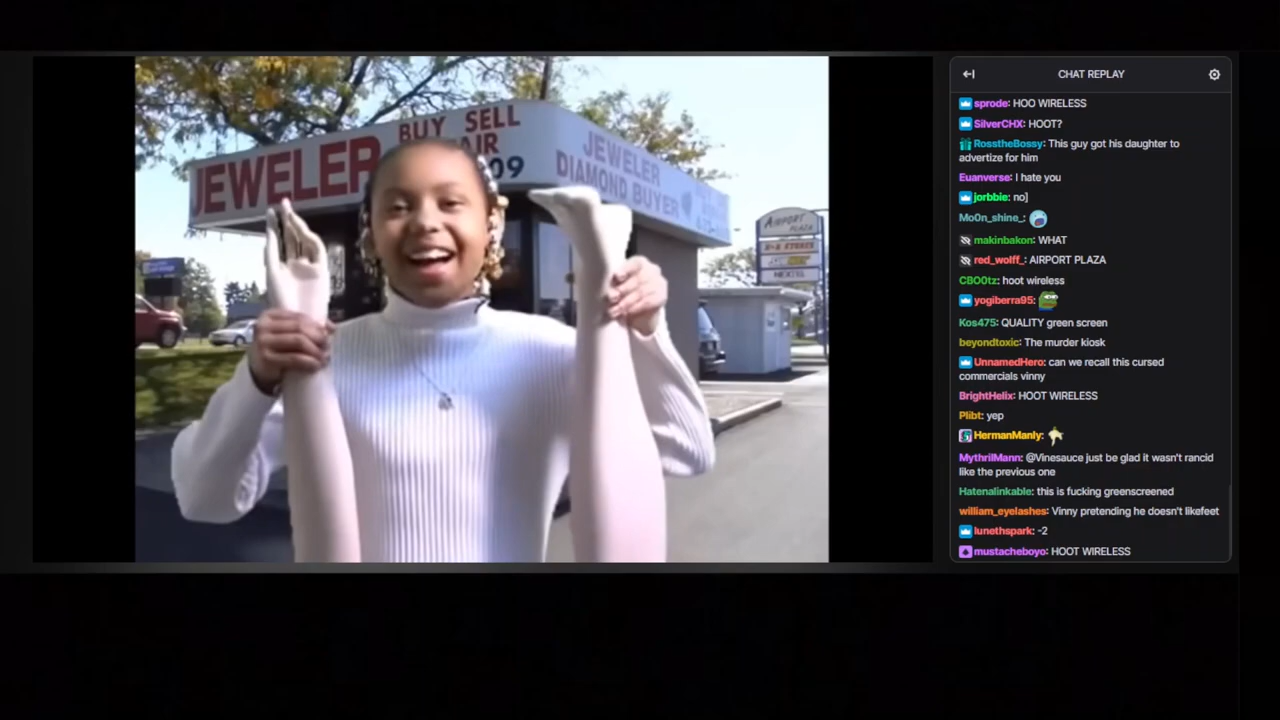 JEWELER
BUY SELL
AIR
09
JEWELER
DIAMOND BUYER
AIRPORT
PLAZA
NEXTEL
CHAT REPLAY
sprode: HOO WIRELESS
SilverCHX: HOOT?
RosstheBossy: This guy got his daughter to
advertize for him
Euanverse: I hate you
jorbbie: no]
Mo0n_shine_:
makinbakon: WHAT
red_wolff_: AIRPORT PLAZA
CBO0tz: hoot wireless
yogiberra95:
Kos475: QUALITY green screen
beyondtoxic: The murder kiosk
UnnamedHero: can we recall this cursed
commercials vinny
BrightHelix: HOOT WIRELESS
Plibt: yep
HermanManly:
MythrilMann: @Vinesauce just be glad it wasn't rancid
like the previous one
Hatenalinkable: this is fucking greenscreened
william_eyelashes: Vinny pretending he doesn't likefeet
lunethspark: -2
mustacheboyo: HOOT WIRELESS